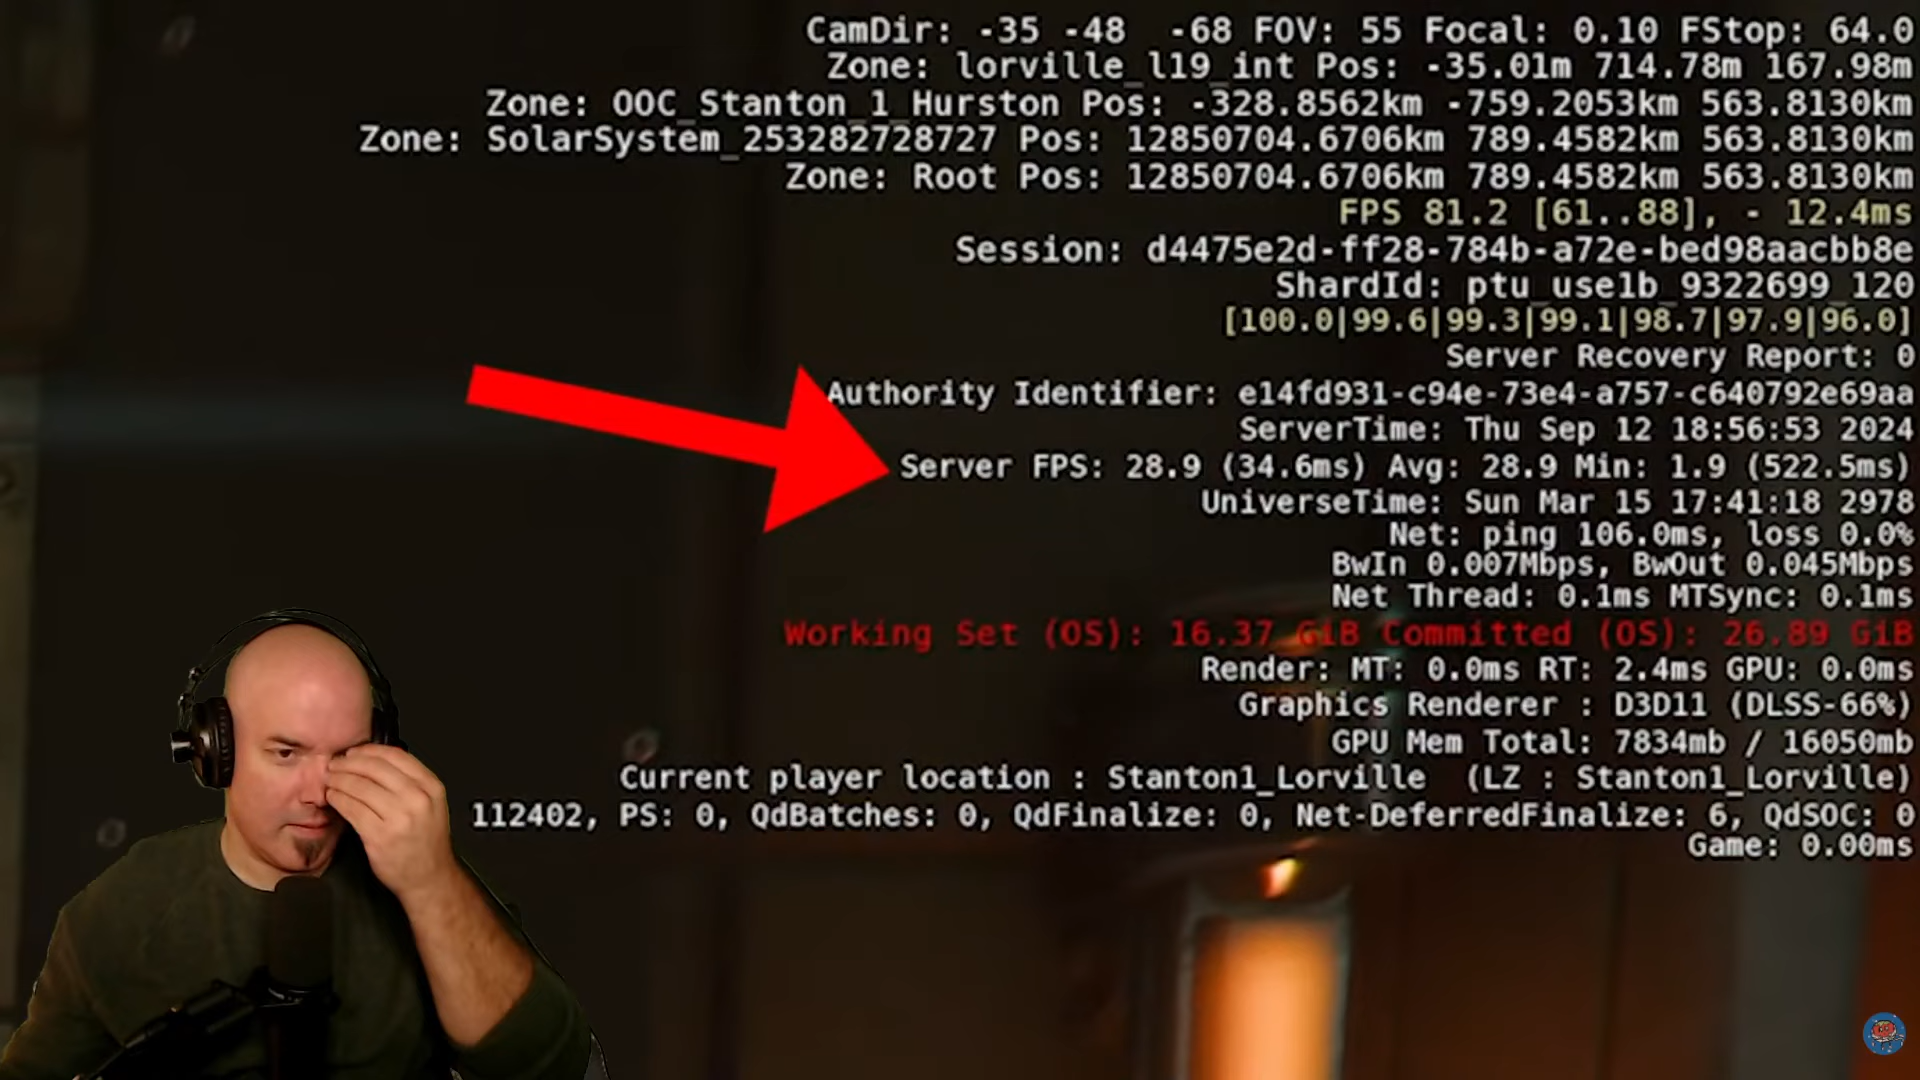 CamDir: -35 -48 -68 FOV: 55 Focal: 0.10 FStop: 64.0
Zone: lorville_l19_int Pos: -35.01m 714.78m 167.98m
Zone: OOC_Stanton_1_Hurston Pos: -328.8562km -759.2053km 563.8130km
Zone: SolarSystem_253282728727 Pos: 12850704.6706km 789.4582km 563.8130km
Zone: Root Pos: 12850704.6706km 789.4582km 563.8130km
FPS 81.2 [61..88], - 12.4ms
Session: d4475e2d-ff28-784b-a72e-bed98aacbb8e
ShardId: ptu_use1b_9322699_120
[100.0|99.6|99.3|99.1|98.7|97.9|96.0]
Server Recovery Report: 0
Authority Identifier: e14fd931-c94e-73e4-a757-c640792e69aa
ServerTime: Thu Sep 12 18:56:53 2024
Server FPS: 28.9 (34.6ms) Avg: 28.9 Min: 1.9 (522.5ms)
UniverseTime: Sun Mar 15 17:41:18 2978
Net: ping 106.0ms, loss 0.0%
BwIn 0.007Mbps, BwOut 0.045Mbps
Net Thread: 0.1ms MTSync: 0.1ms
Working Set (OS): 16.37 GiB Committed (OS): 26.89 GiB
Render: MT: 0.0ms RT: 2.4ms GPU: 0.0ms
Graphics Renderer : D3D11 (DLSS-66%)
GPU Mem Total: 7834mb / 16050mb
Current player location : Stanton1_Lorville (LZ : Stanton1_Lorville)
112402, PS: 0, QdBatches: 0, QdFinalize: 0, Net-DeferredFinalize: 6, QdSOC: 0
Game: 0.00ms